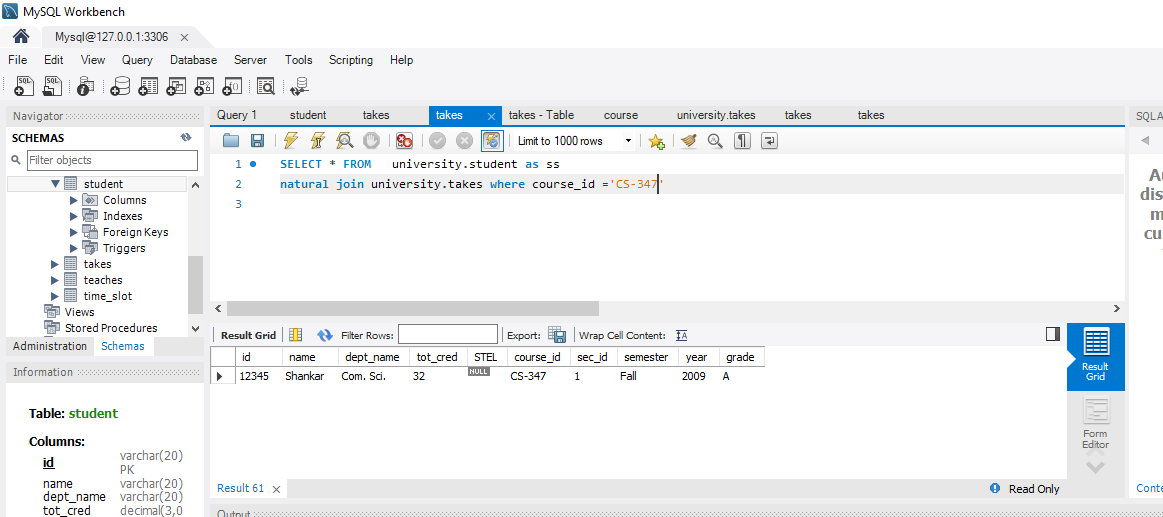 MySQL Workbench
Mysql@127.0.0.1:3306
File Edit View Query Database Server Tools Scripting Help
Navigator
SCHEMAS
Filter objects
student
Columns
Indexes
Foreign Keys
Triggers
takes
teaches
time_slot
Views
Stored Procedures
Administration Schemas
Information
Table: student
Columns:
id varchar(20)
PK
name varchar(20)
dept_name varchar(20)
tot_cred decimal(3,0
Query 1 student takes takes takes - Table course university.takes takes takes
Limit to 1000 rows
1 SELECT * FROM university.student as ss
2 natural join university.takes where course_id ='CS-347'
3
Result Grid Filter Rows: Export: Wrap Cell Content:
id name dept_name tot_cred STEL course_id sec_id semester year grade
12345 Shankar Com. Sci. 32 NULL CS-347 1 Fall 2009 A
Result Grid
Form Editor
Result 61
Read Only
Output
SQLA
Au
dis
m
cu
Conte